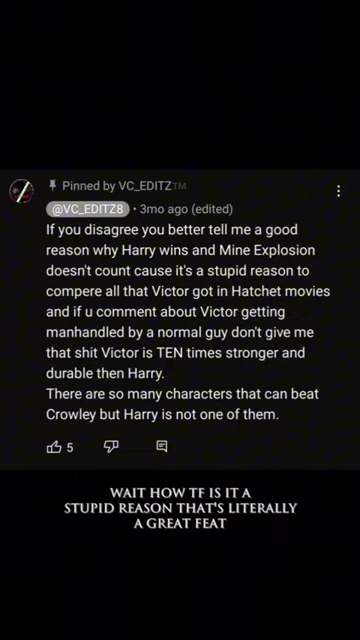 Pinned by VC_EDITZ™
@VC_EDITZ8 • 3mo ago (edited)
If you disagree you better tell me a good
reason why Harry wins and Mine Explosion
doesn't count cause it's a stupid reason to
compere all that Victor got in Hatchet movies
and if u comment about Victor getting
manhandled by a normal guy don't give me
that shit Victor is TEN times stronger and
durable then Harry.
There are so many characters that can beat
Crowley but Harry is not one of them.
5
WAIT HOW TF IS IT A
STUPID REASON THAT'S LITERALLY
A GREAT FEAT